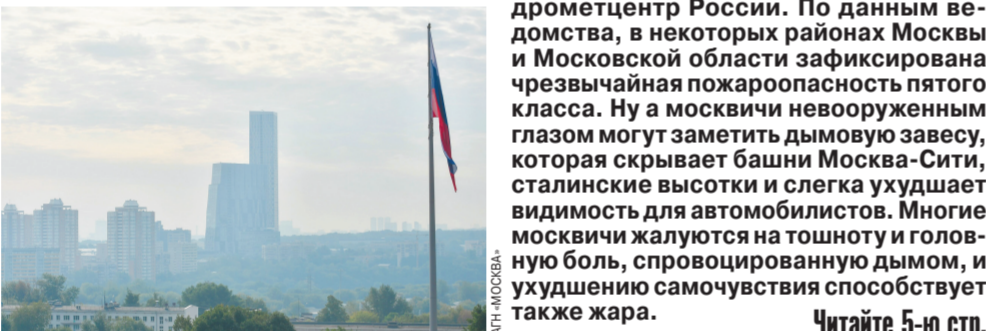 дрометцентр России. По данным ве-
домства, в некоторых районах Москвы
и Московской области зафиксирована
чрезвычайная пожароопасность пятого
класса. Ну а москвичи невооруженным
глазом могут заметить дымовую завесу,
которая скрывает башни Москва-Сити,
сталинские высотки и слегка ухудшает
видимость для автомобилистов. Многие
москвичи жалуются на тошноту и голов-
ную боль, спровоцированную дымом, и
ухудшению самочувствия способствует
также жара.
Читайте 5-ю стр.
АГН «МОСКВА»